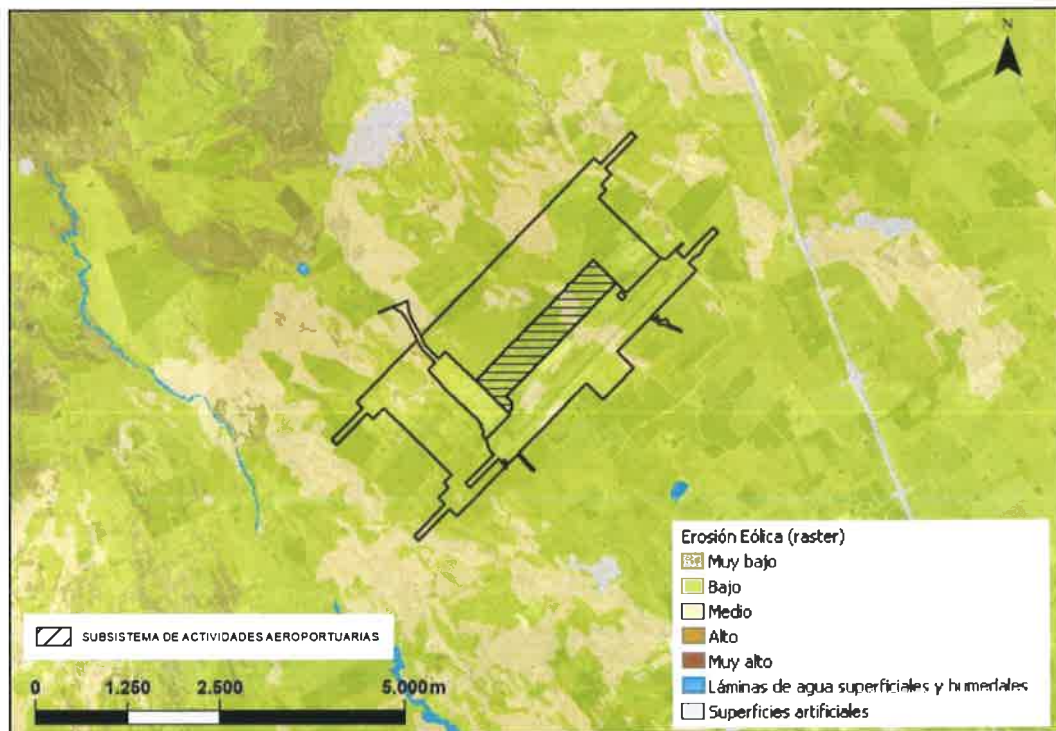 N
Erosión Eólica (raster)
Muy bajo
Bajo
Medio
Alto
Muy alto
Láminas de agua superficiales y humedales
Superficies artificiales
SUBSISTEMA DE ACTIVIDADES AEROPORTUARIAS
0 1.250 2.500 5.000 m